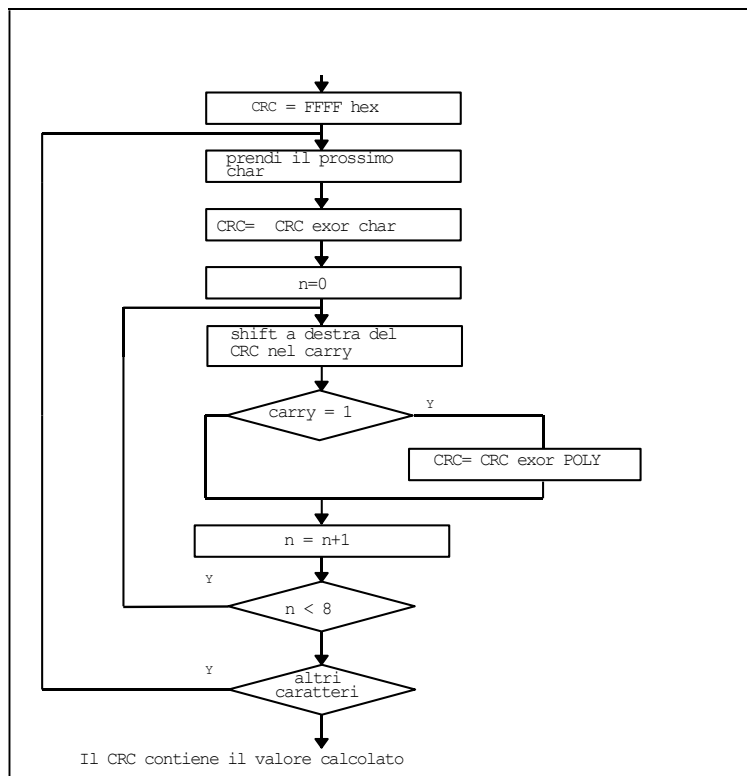 CRC = FFFF hex
prendi il prossimo
char
CRC= CRC exor char
n=0
shift a destra del
CRC nel carry
carry = 1
Y
CRC= CRC exor POLY
n = n+1
Y
n < 8
Y
altri
caratteri
Il CRC contiene il valore calcolato